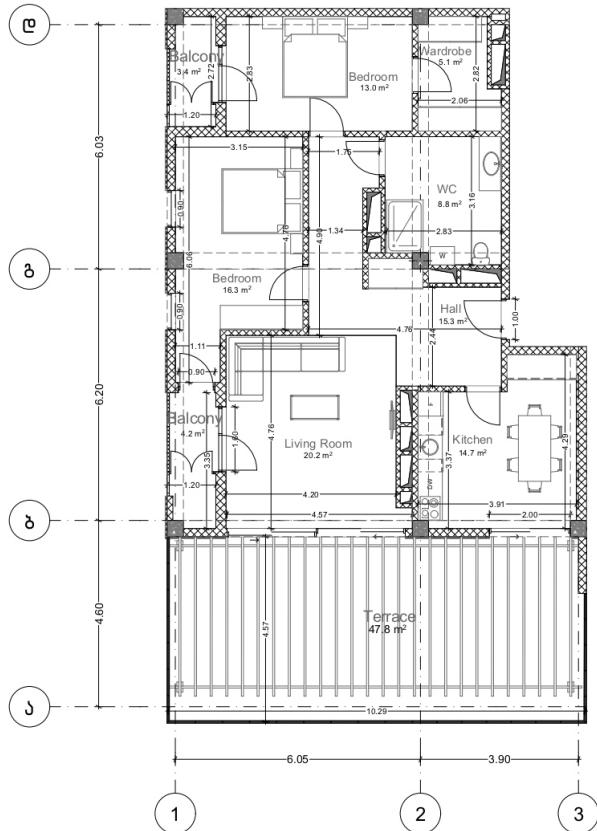 დ
Balcony
3.4 m²
2.72
2.83
1.20
Bedroom
13.0 m²
Wardrobe
5.1 m²
2.82
2.06
6.03
3.15
1.75
WC
8.8 m²
3.16
0.90
4.78
4.90
1.34
2.83
W
გ
6.06
Bedroom
16.3 m²
Hall
15.3 m²
0.90
4.76
2.44
1.00
1.11
0.90
6.20
Balcony
4.2 m²
1.60
3.35
1.20
4.76
Living Room
20.2 m²
Kitchen
14.7 m²
3.37
4.29
DW
4.20
4.57
3.91
2.00
ბ
4.60
4.57
Terrace
47.8 m²
ა
10.29
6.05
3.90
1
2
3